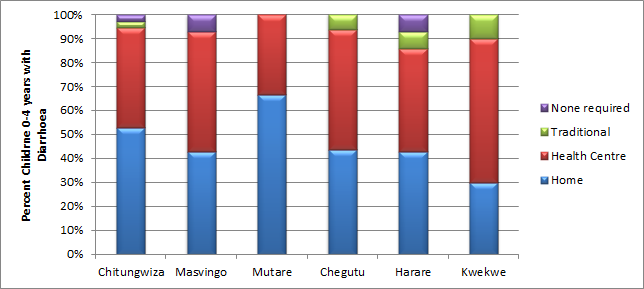 Percent Childrne 0-4 years with
Diarrhoea
100%
90%
80%
70%
60%
50%
40%
30%
20%
10%
0%
Chitungwiza Masvingo Mutare Chegutu Harare Kwekwe
None required
Traditional
Health Centre
Home